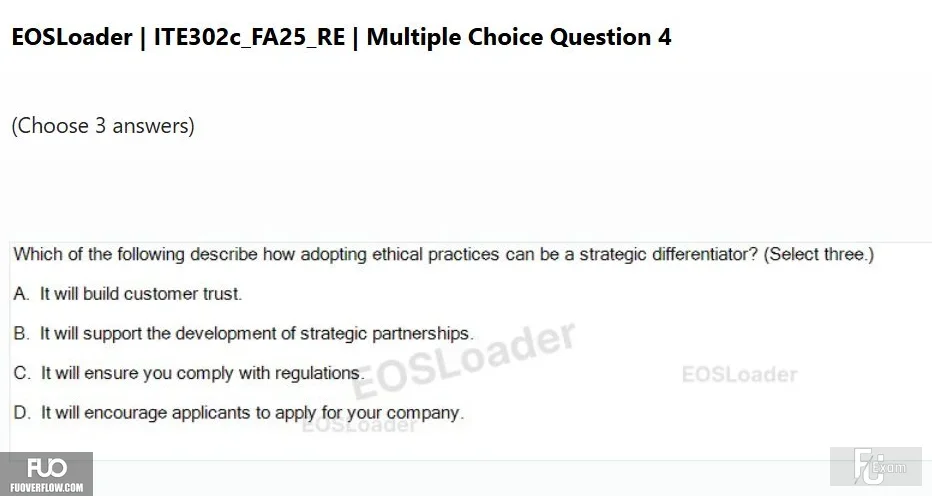 EOSLoader | ITE302c_FA25_RE | Multiple Choice Question 4
(Choose 3 answers)
Which of the following describe how adopting ethical practices can be a strategic differentiator? (Select three.)
A. It will build customer trust.
B. It will support the development of strategic partnerships.
C. It will ensure you comply with regulations.
D. It will encourage applicants to apply for your company.
EOSLoader
EOSLoader
EOSLoader
FUO
FUOVERFLOW.COM
FU Exam